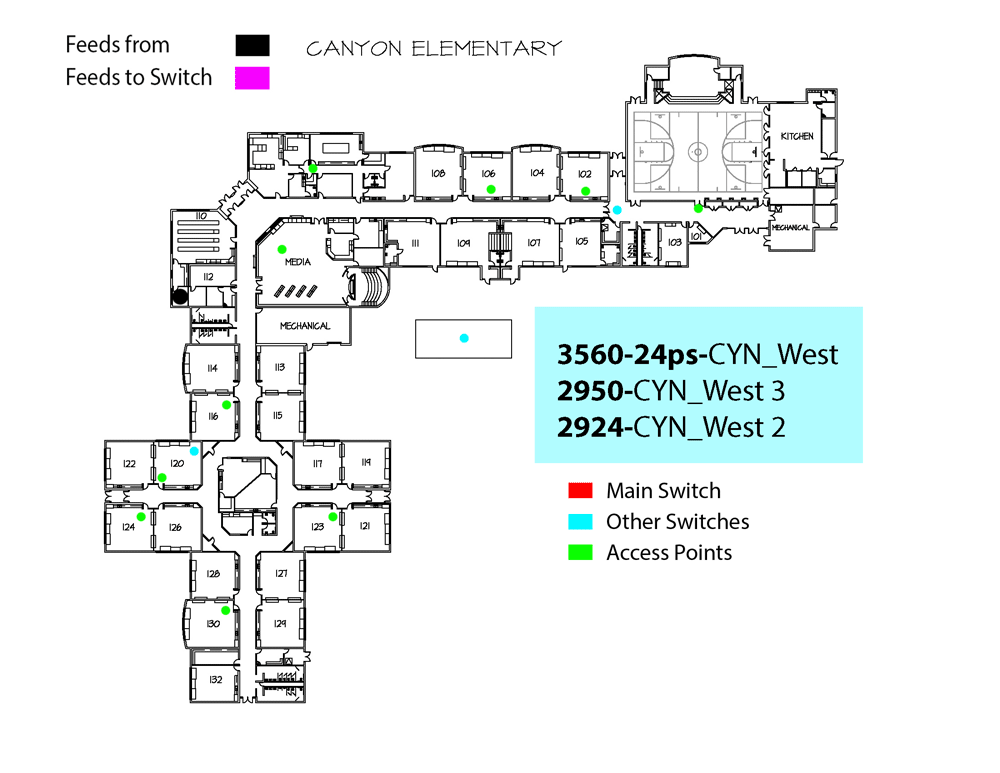 Feeds from
CANYON ELEMENTARY
Feeds to Switch
KITCHEN
108
106
104
102
110
MECHANICAL
111
109
107
105
103
101
MEDIA
112
MECHANICAL
3560-24ps-CYN_West
2950-CYN_West 3
2924-CYN_West 2
114
113
116
115
122
120
117
119
Main Switch
Other Switches
Access Points
124
126
123
121
128
127
130
129
132